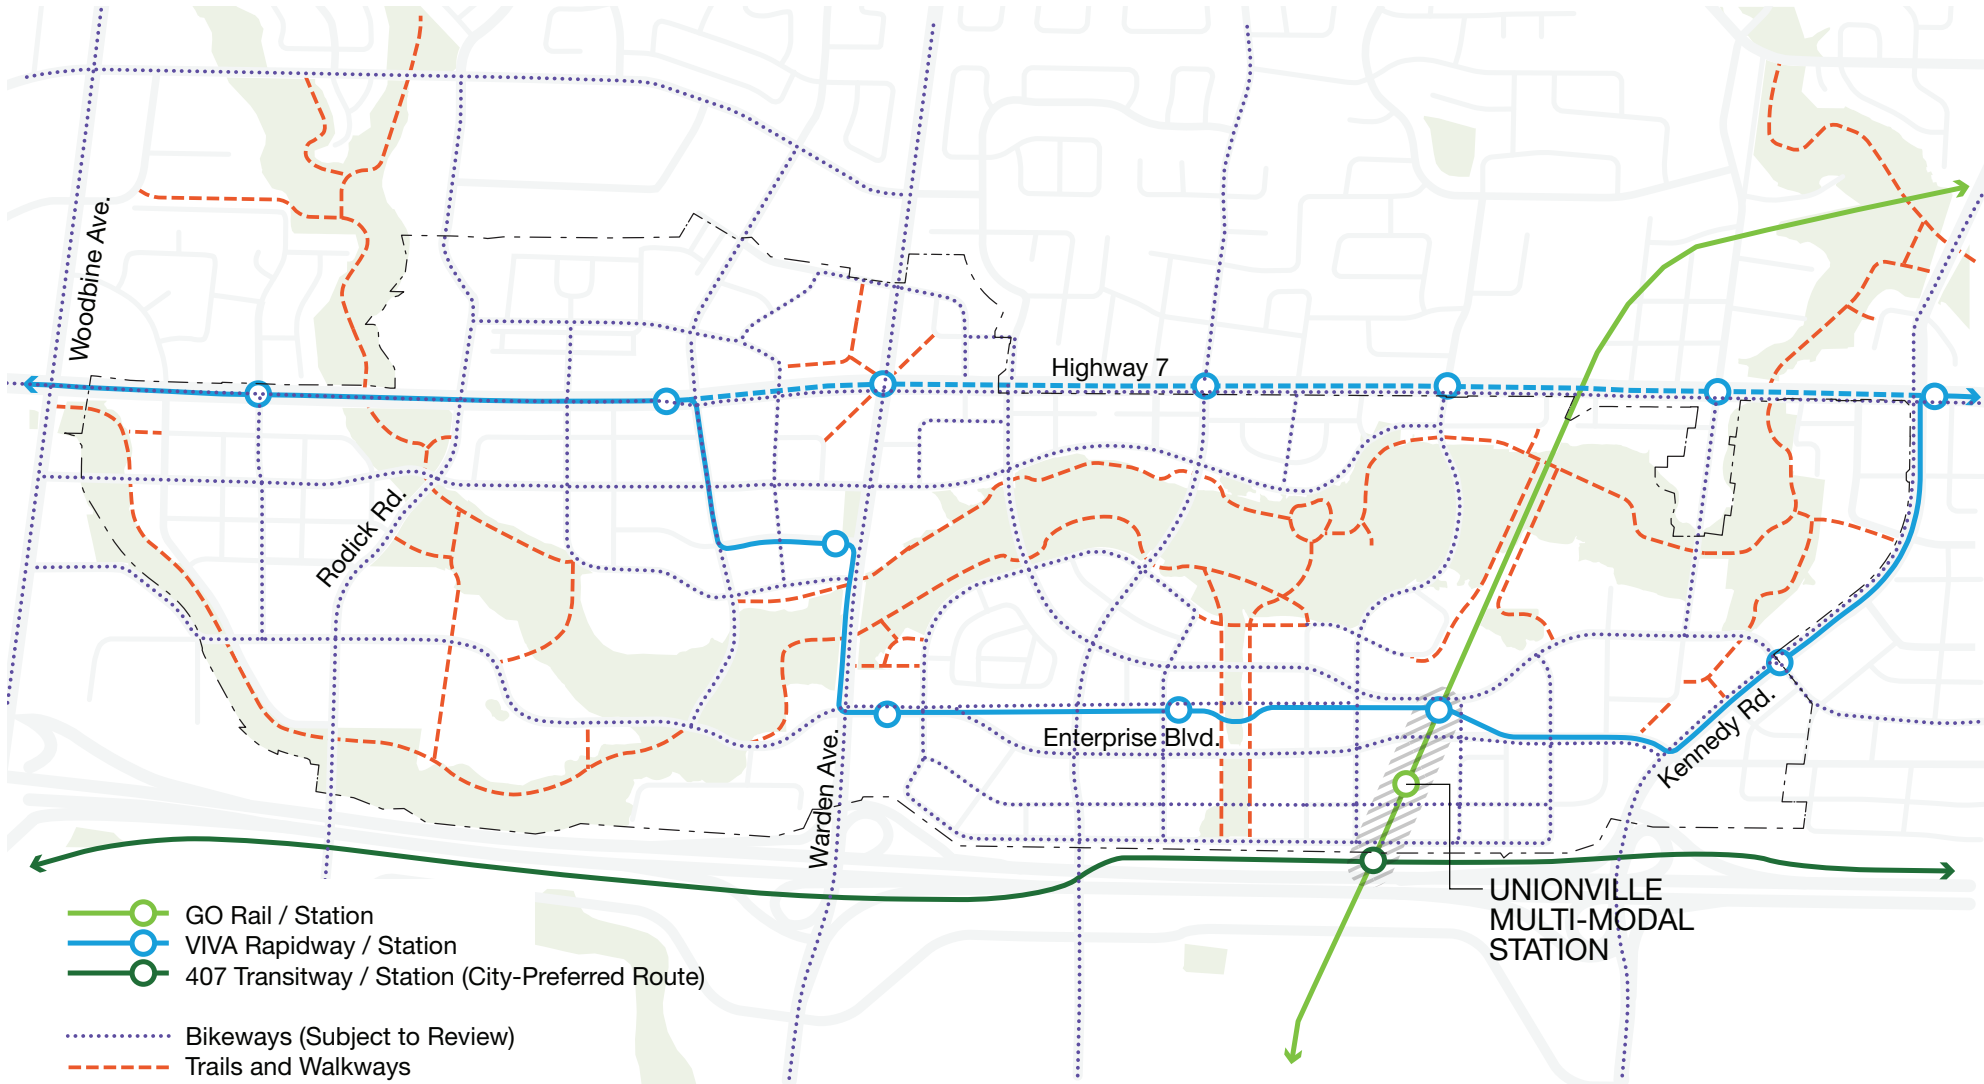 Woodbine Ave.
Highway 7
Rodick Rd.
Enterprise Blvd.
Warden Ave.
Kennedy Rd.
UNIONVILLE
MULTI-MODAL
STATION
GO Rail / Station
VIVA Rapidway / Station
407 Transitway / Station (City-Preferred Route)
Bikeways (Subject to Review)
Trails and Walkways